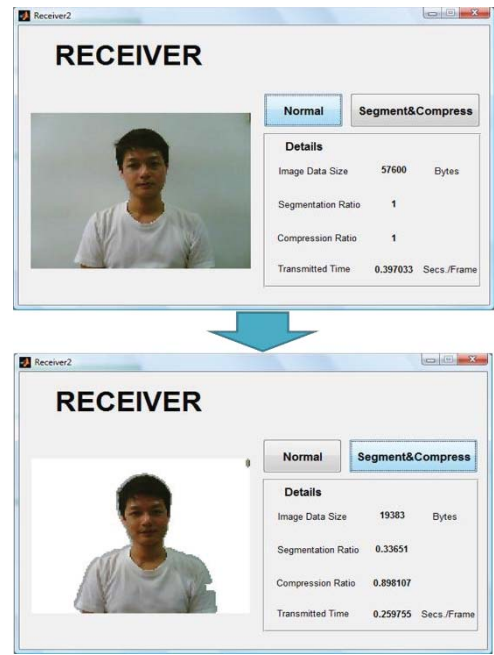 Receiver2
RECEIVER
Normal Segment&Compress
Details
Image Data Size 57600 Bytes
Segmentation Ratio 1
Compression Ratio 1
Transmitted Time 0.397033 Secs./Frame
Receiver2
RECEIVER
Normal Segment&Compress
Details
Image Data Size 19383 Bytes
Segmentation Ratio 0.33651
Compression Ratio 0.898107
Transmitted Time 0.259755 Secs./Frame